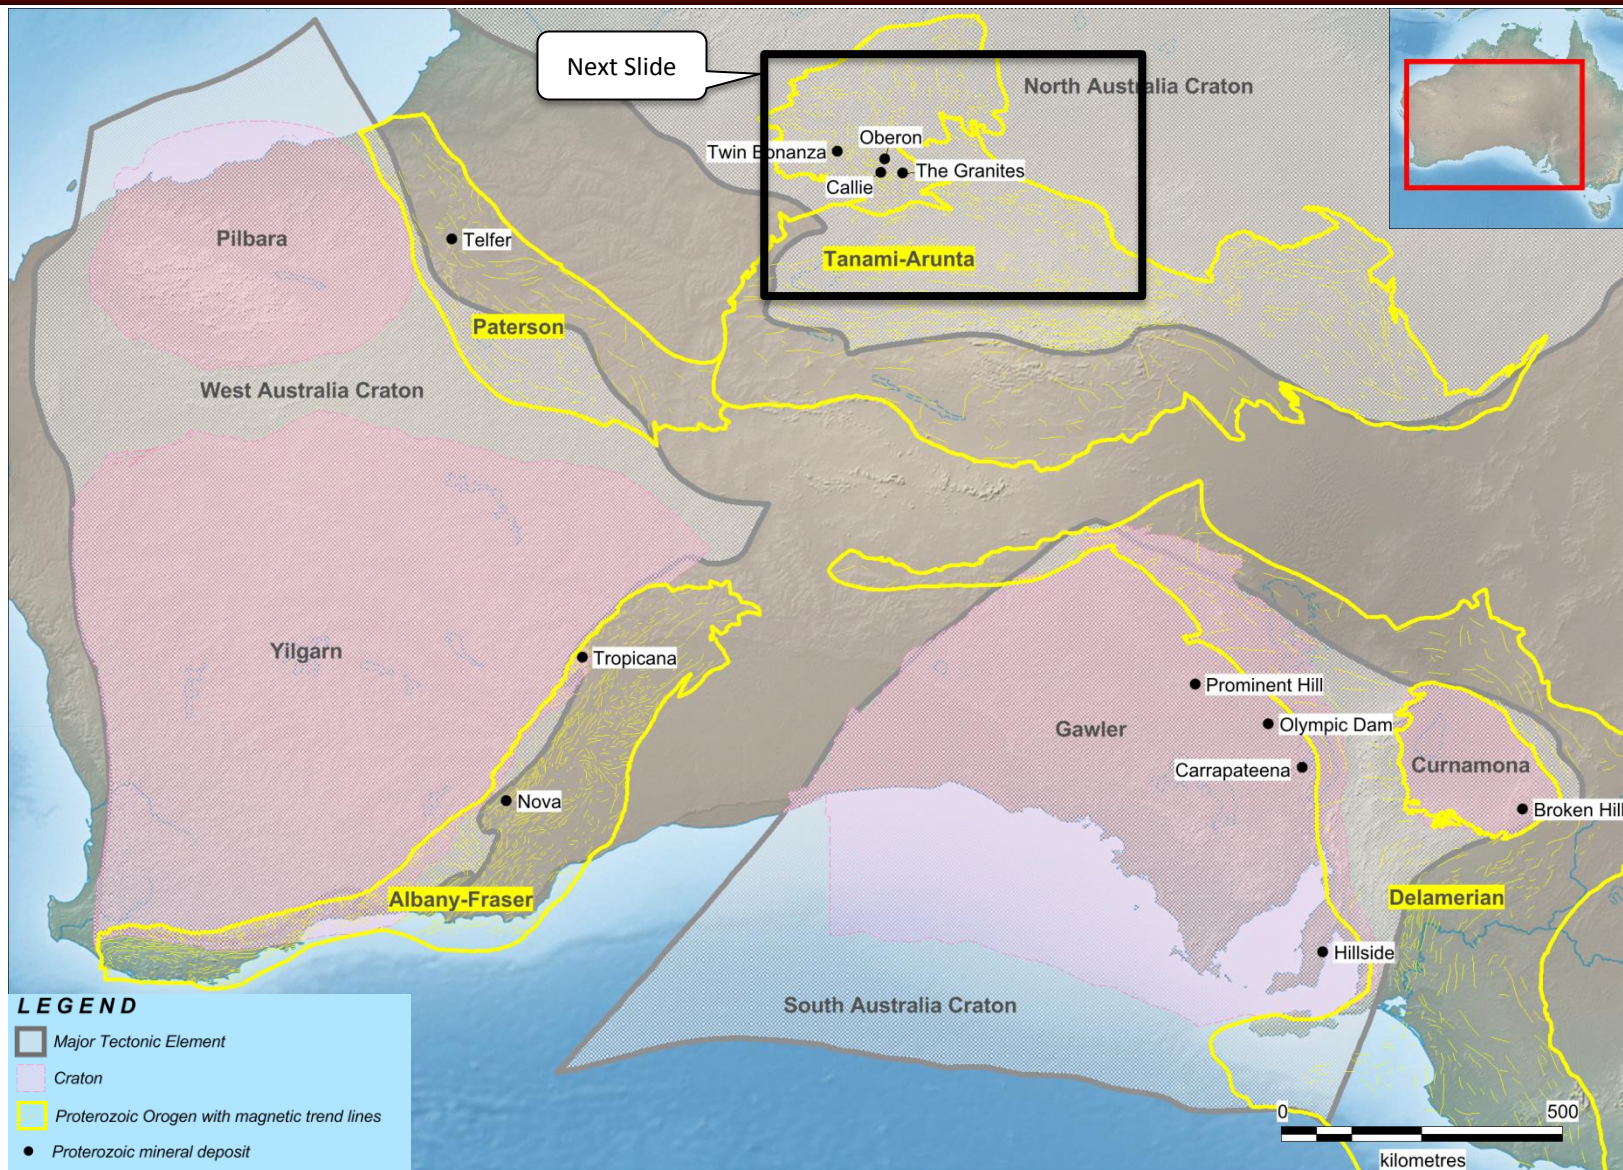 Next Slide
North Australia Craton
Oberon
Twin Bonanza
The Granites
Callie
Pilbara
Telfer
Tanami-Arunta
Paterson
West Australia Craton
Yilgarn
Tropicana
Prominent Hill
Olympic Dam
Gawler
Carrapateena
Curnamona
Nova
Broken Hill
Albany-Fraser
Delamerian
Hillside
South Australia Craton
LEGEND
Major Tectonic Element
Craton
Proterozoic Orogen with magnetic trend lines
Proterozoic mineral deposit
0 500
kilometres